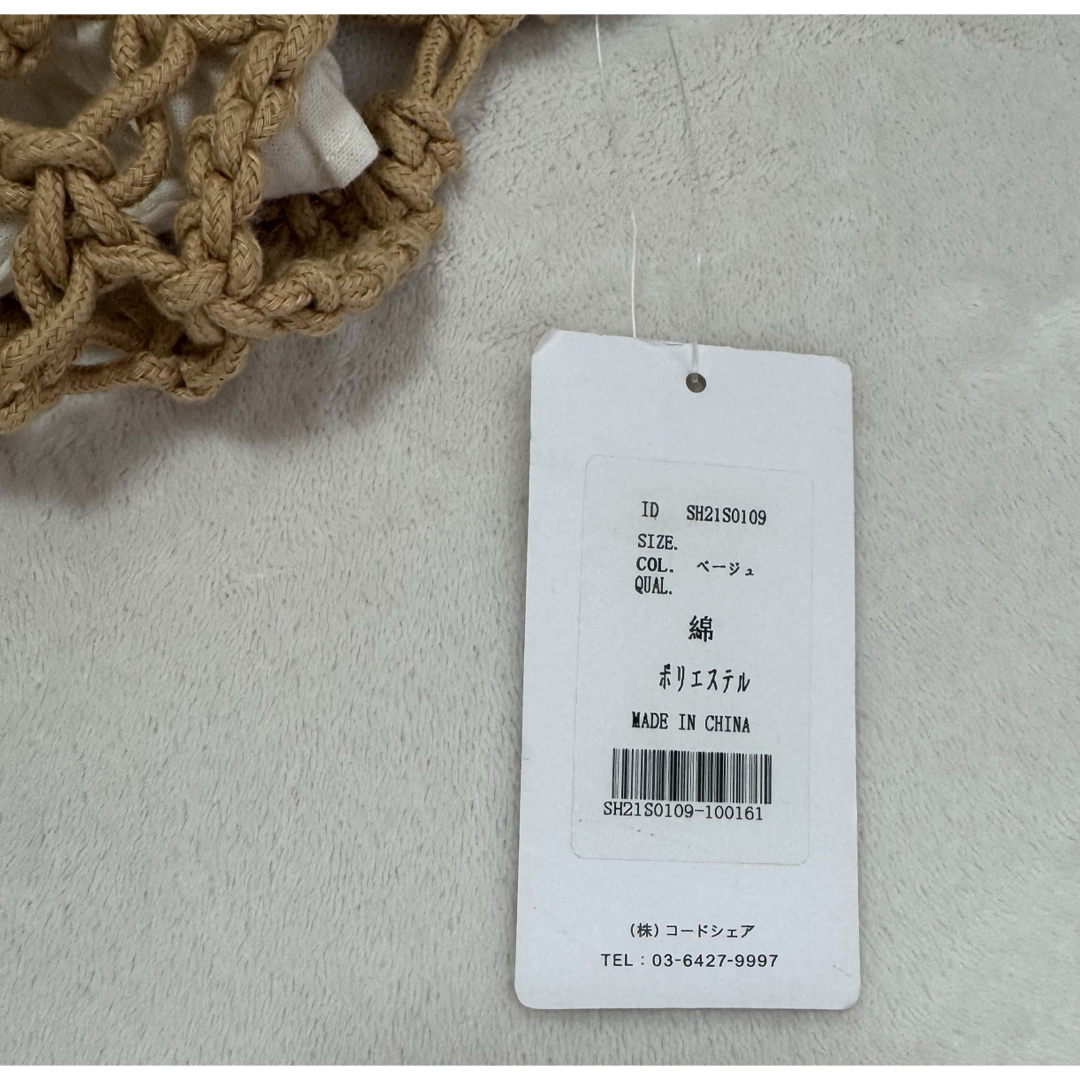 ID SH21S0109
SIZE.
COL. ベージュ
QUAL.
綿
ポリエステル
MADE IN CHINA
SH21S0109-100161
(株)コードシェア
TEL：03-6427-9997